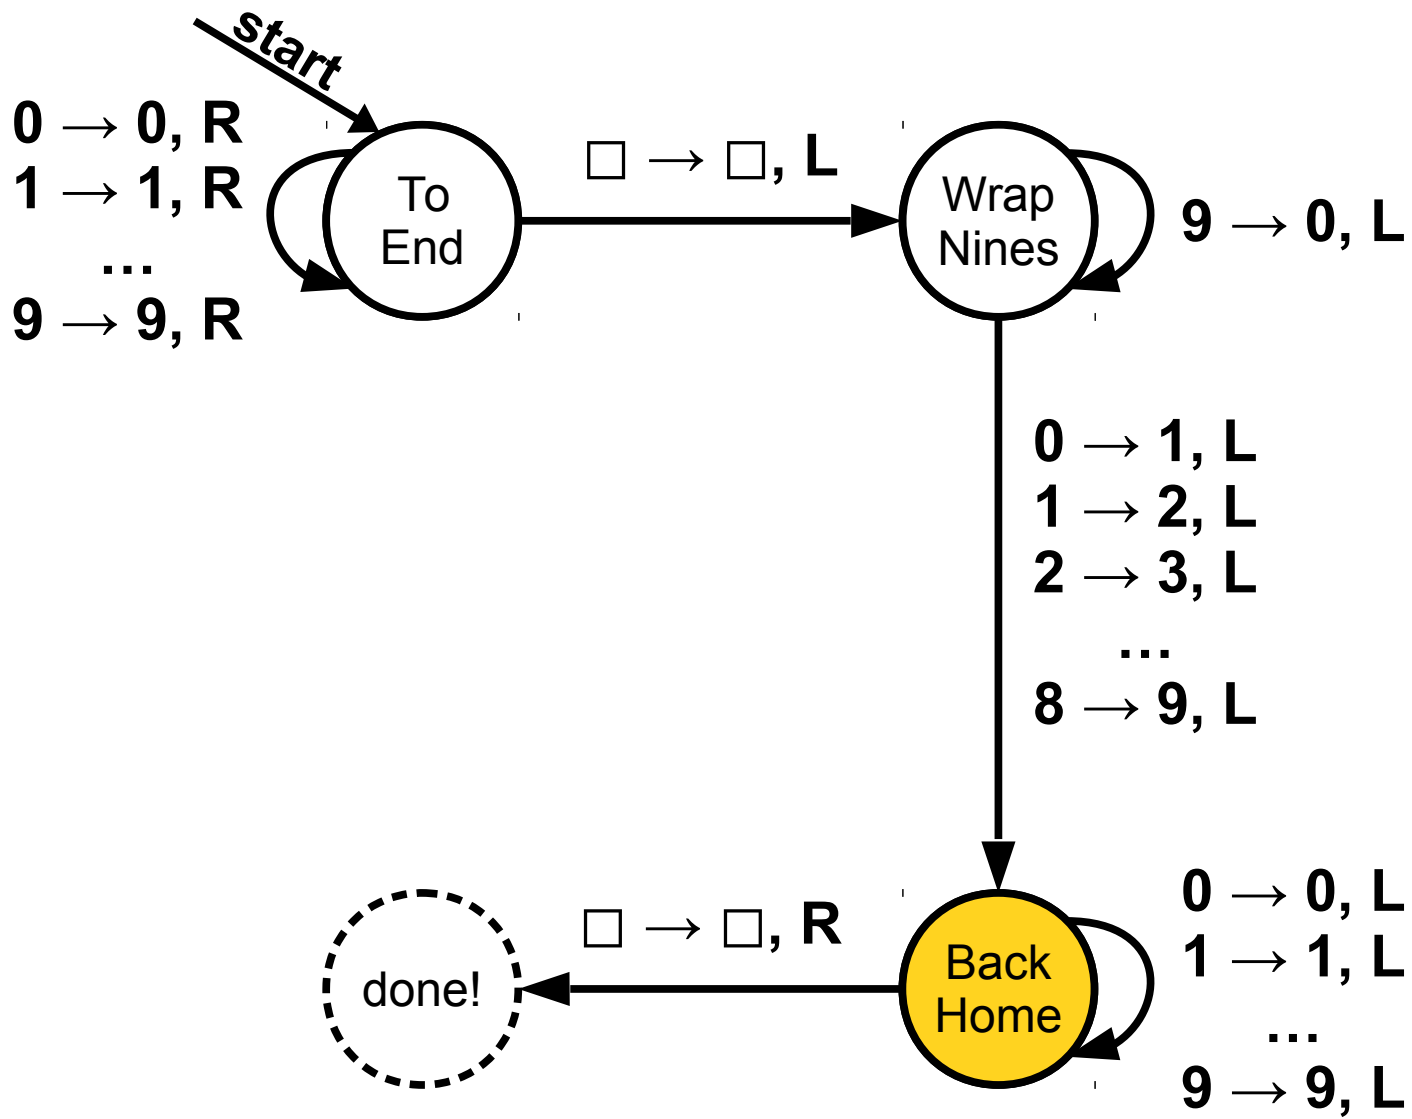 start
0 → 0, R
1 → 1, R
...
9 → 9, R
To
End
□ → □, L
Wrap
Nines
9 → 0, L
0 → 1, L
1 → 2, L
2 → 3, L
...
8 → 9, L
done!
□ → □, R
Back
Home
0 → 0, L
1 → 1, L
...
9 → 9, L